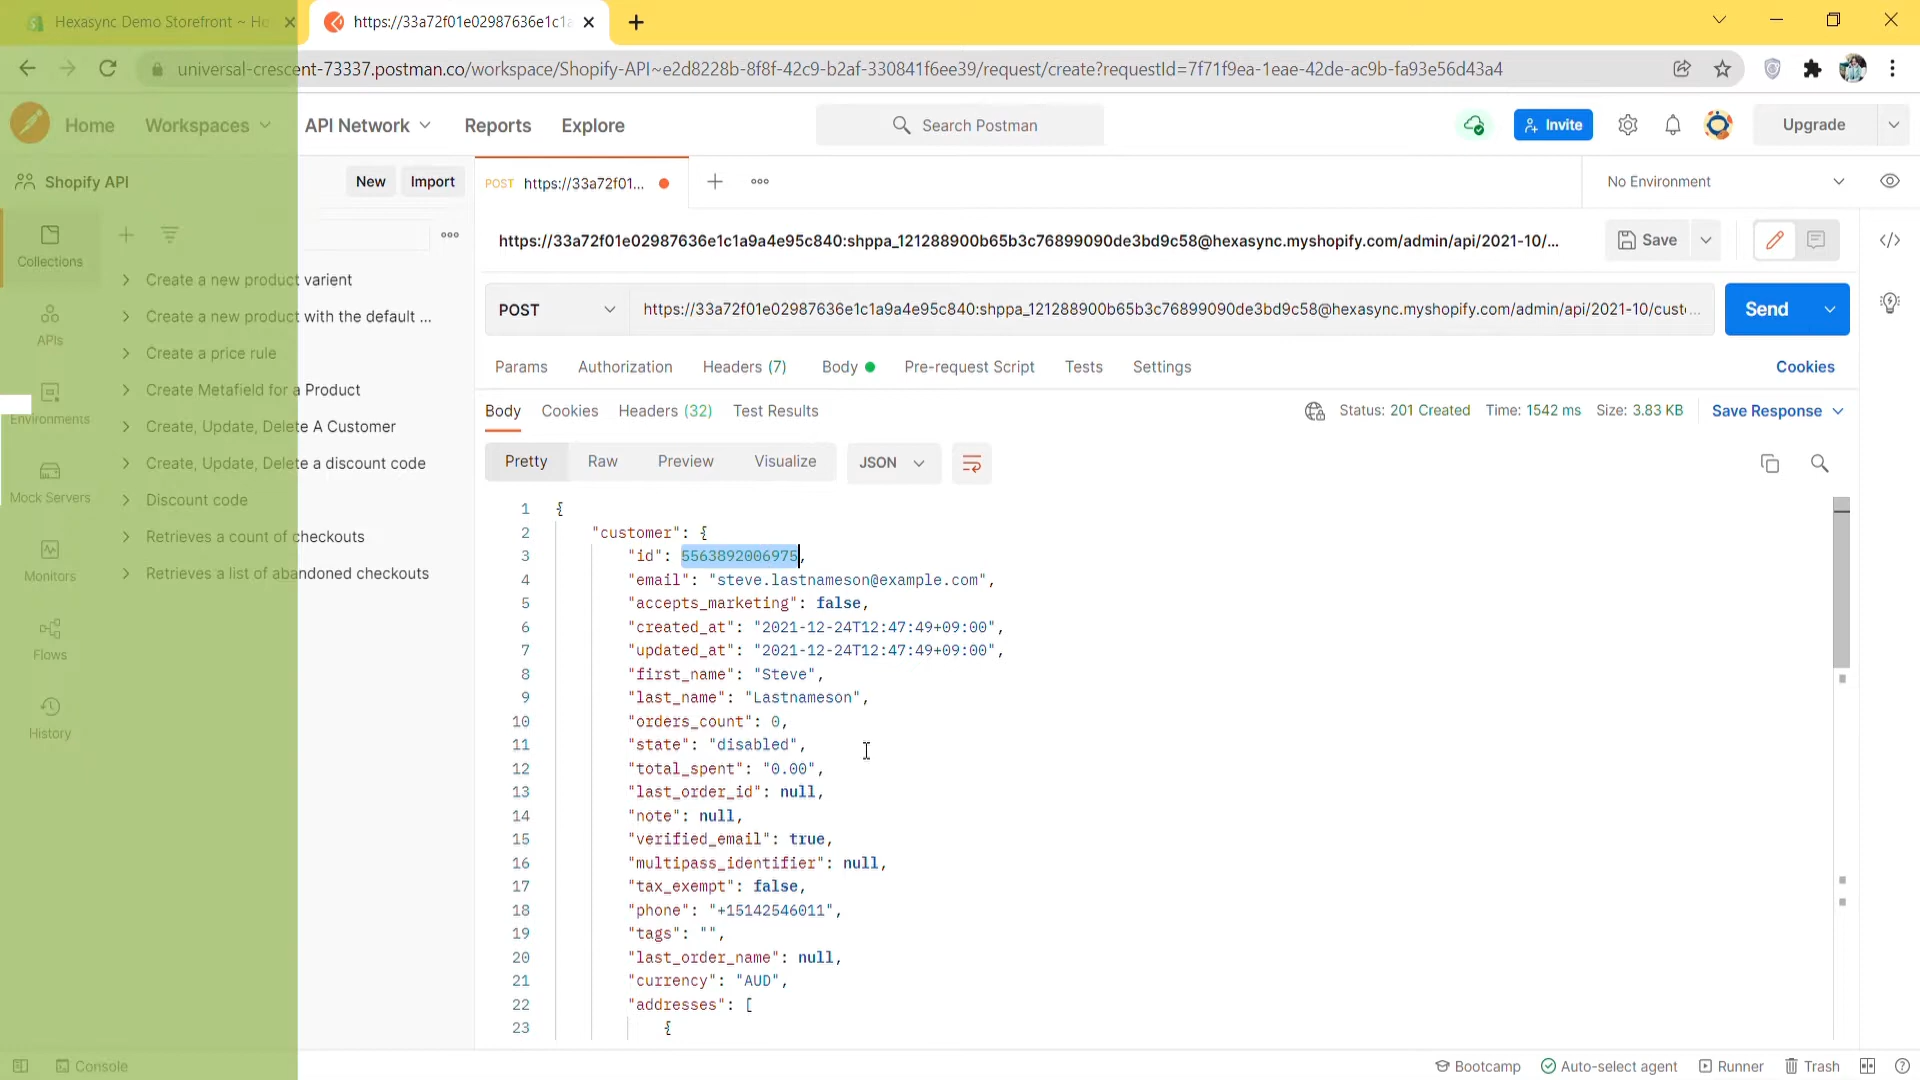 Hexasync Demo Storefront ~ Ho
https://33a72f01e02987636e1c1a
universal-crescent-73337.postman.co/workspace/Shopify-API~e2d8228b-8f8f-42c9-b2af-330841f6ee39/request/create?requestId=7f71f9ea-1eae-42de-ac9b-fa93e56d43a4
Home Workspaces API Network Reports Explore Search Postman Invite Upgrade
Shopify API New Import POST https://33a72f01... No Environment
https://33a72f01e02987636e1c1a9a4e95c840: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@hexasync.myshopify.com/admin/api/2021-10/... Save
Collections
APIs
Environments
Mock Servers
Monitors
Flows
History
Create a new product varient
Create a new product with the default ...
Create a price rule
Create Metafield for a Product
Create, Update, Delete A Customer
Create, Update, Delete a discount code
Discount code
Retrieves a count of checkouts
Retrieves a list of abandoned checkouts
POST https://33a72f01e02987636e1c1a9a4e95c840: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@hexasync.myshopify.com/admin/api/2021-10/cust... Send
Params Authorization Headers (7) Body Pre-request Script Tests Settings Cookies
Body Cookies Headers (32) Test Results Status: 201 Created Time: 1542 ms Size: 3.83 KB Save Response
Pretty Raw Preview Visualize JSON
1 {
2 "customer": {
3 "id": 5563892006975,
4 "email": "steve.lastnameson@example.com",
5 "accepts_marketing": false,
6 "created_at": "2021-12-24T12:47:49+09:00",
7 "updated_at": "2021-12-24T12:47:49+09:00",
8 "first_name": "Steve",
9 "last_name": "Lastnameson",
10 "orders_count": 0,
11 "state": "disabled",
12 "total_spent": "0.00",
13 "last_order_id": null,
14 "note": null,
15 "verified_email": true,
16 "multipass_identifier": null,
17 "tax_exempt": false,
18 "phone": "+15142546011",
19 "tags": "",
20 "last_order_name": null,
21 "currency": "AUD",
22 "addresses": [
23 {
Console Bootcamp Auto-select agent Runner Trash